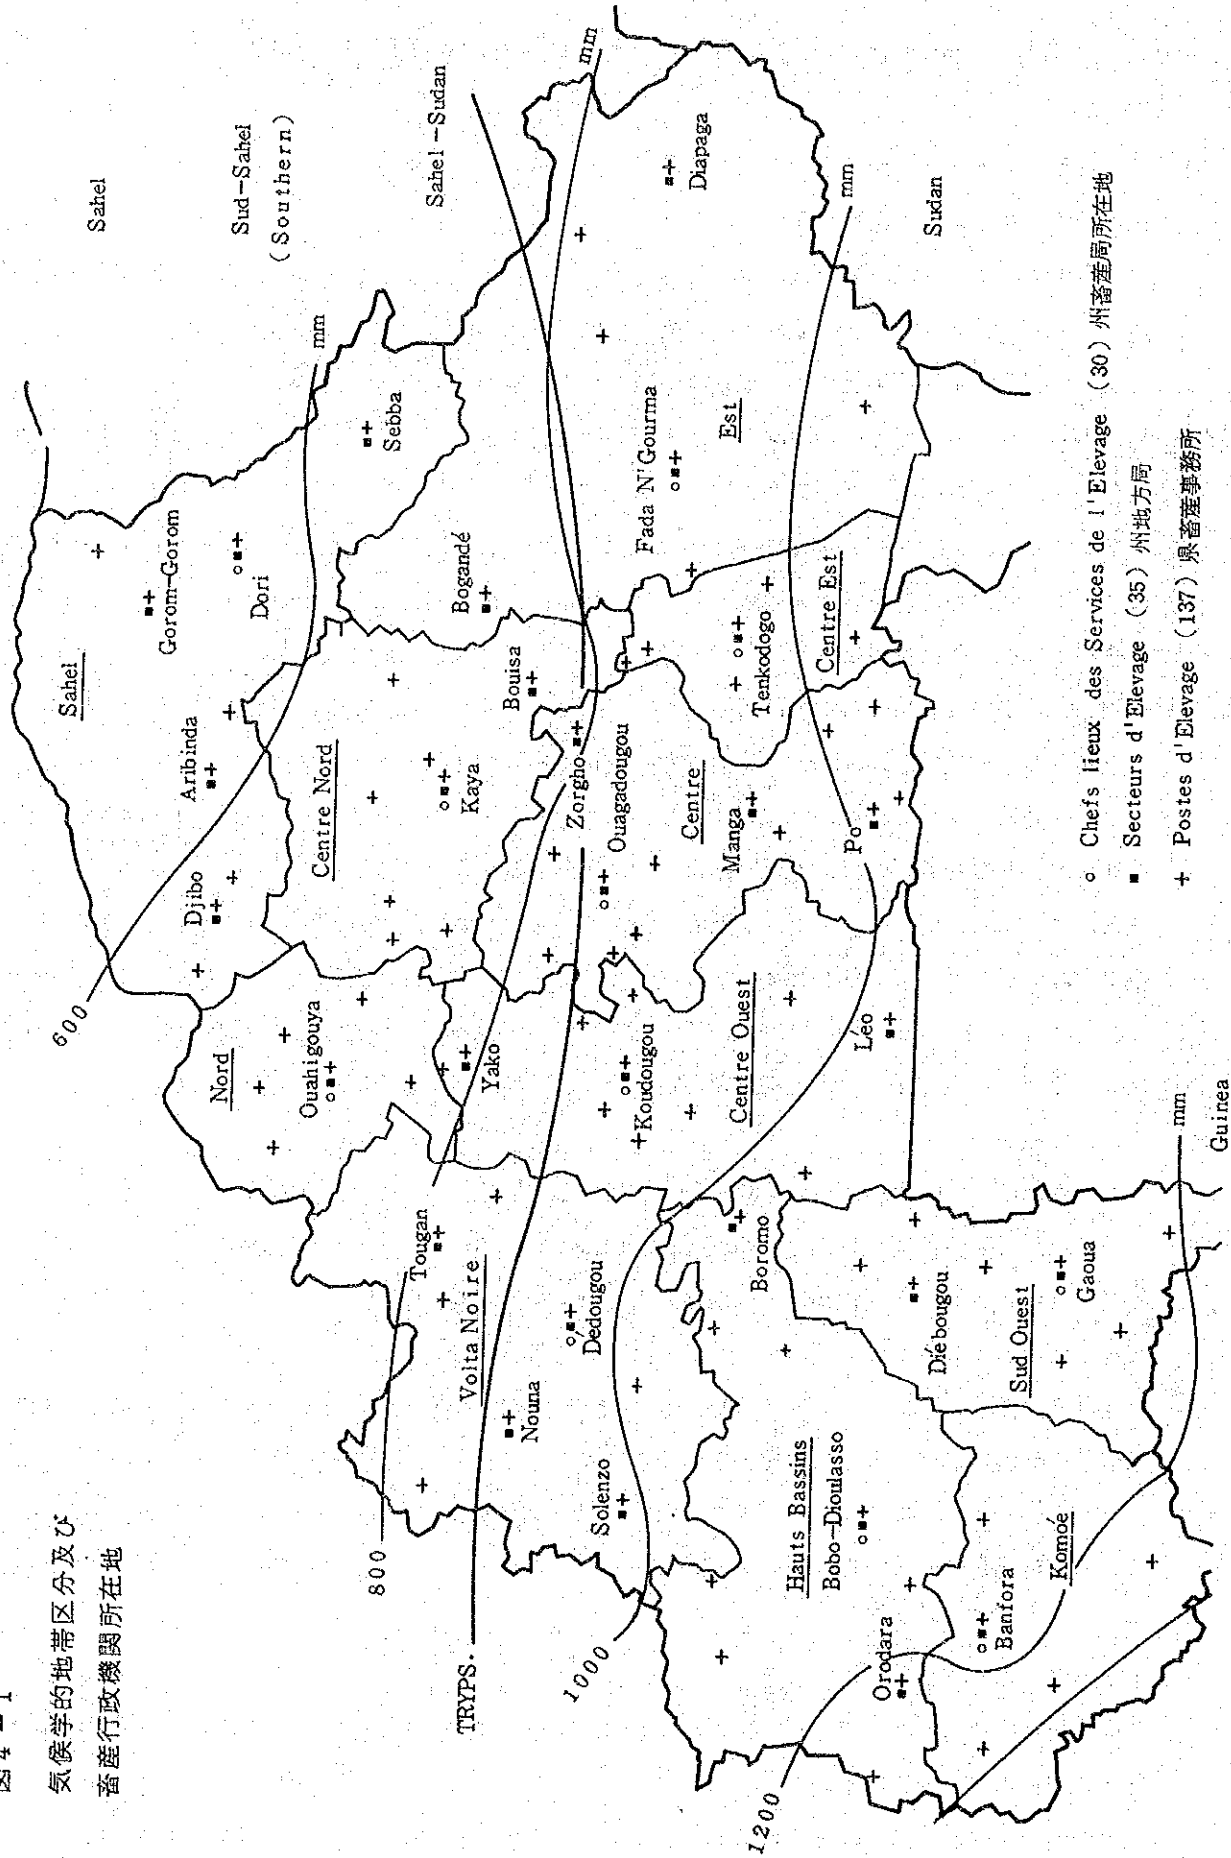 図4-1
気候学的地帯区分及び
畜産行政機関所在地
Sahel
Sud-Sahel
(Southern)
Sahel-Sudan
Sudan
Guinea
600
mm
800
mm
TRYPS.
1000
mm
1200
mm
Sahel
Gorom-Gorom
Dori
Aribinda
Djibo
Sebba
Nord
Ouahigouya
Yako
Centre Nord
Kaya
Bouisa
Bogandé
Zorgho
Tougan
Volta Noire
Nouna
Dédougou
Solenzo
Koudougou
Centre Ouest
Léo
Ouagadougou
Centre
Manga
Po
Fada N'Gourma
Est
Diapaga
Tenkodogo
Centre Est
Boromo
Hauts Bassins
Bobo-Dioulasso
Orodara
Diébougou
Sud Ouest
Gaoua
Banfora
Komoé
Chefs lieux des Services de l'Elevage (30) 州畜産局所在地
Secteurs d'Elevage (35) 州地方局
Postes d'Elevage (137) 県畜産事務所